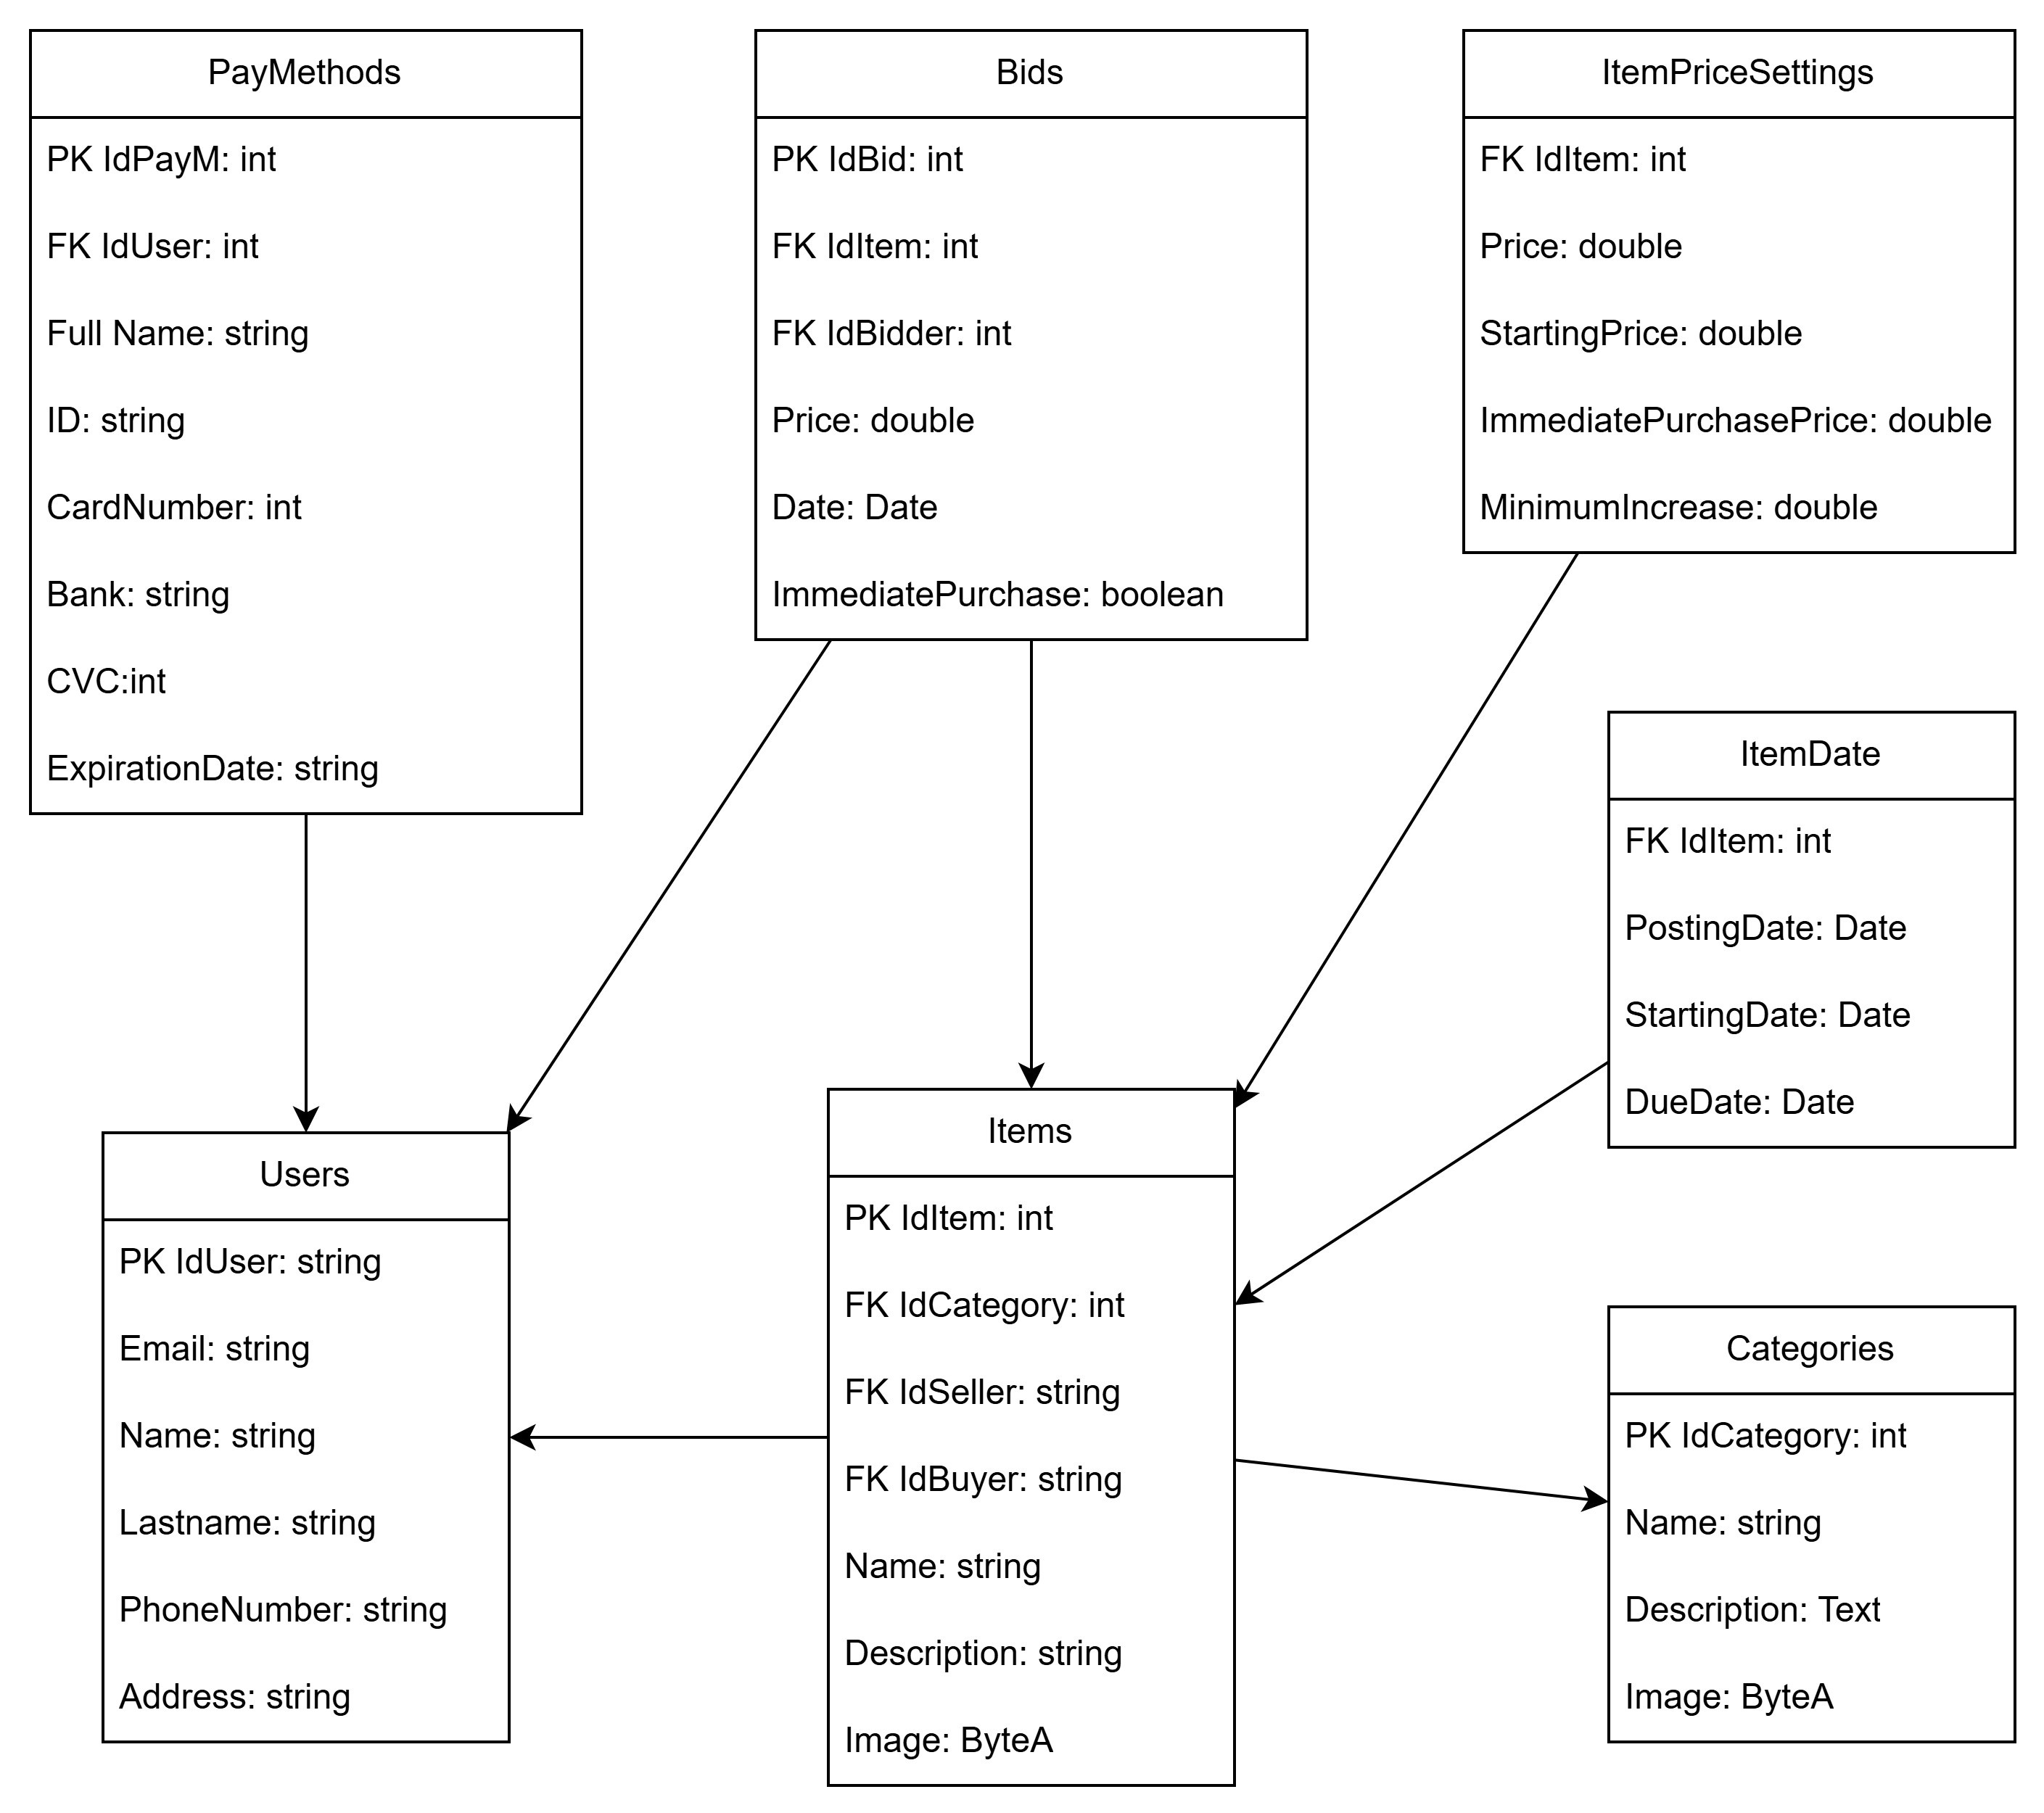 PayMethods
PK IdPayM: int
FK IdUser: int
Full Name: string
ID: string
CardNumber: int
Bank: string
CVC:int
ExpirationDate: string
Bids
PK IdBid: int
FK IdItem: int
FK IdBidder: int
Price: double
Date: Date
ImmediatePurchase: boolean
ItemPriceSettings
FK IdItem: int
Price: double
StartingPrice: double
ImmediatePurchasePrice: double
MinimumIncrease: double
ItemDate
FK IdItem: int
PostingDate: Date
StartingDate: Date
DueDate: Date
Users
PK IdUser: string
Email: string
Name: string
Lastname: string
PhoneNumber: string
Address: string
Items
PK IdItem: int
FK IdCategory: int
FK IdSeller: string
FK IdBuyer: string
Name: string
Description: string
Image: ByteA
Categories
PK IdCategory: int
Name: string
Description: Text
Image: ByteA